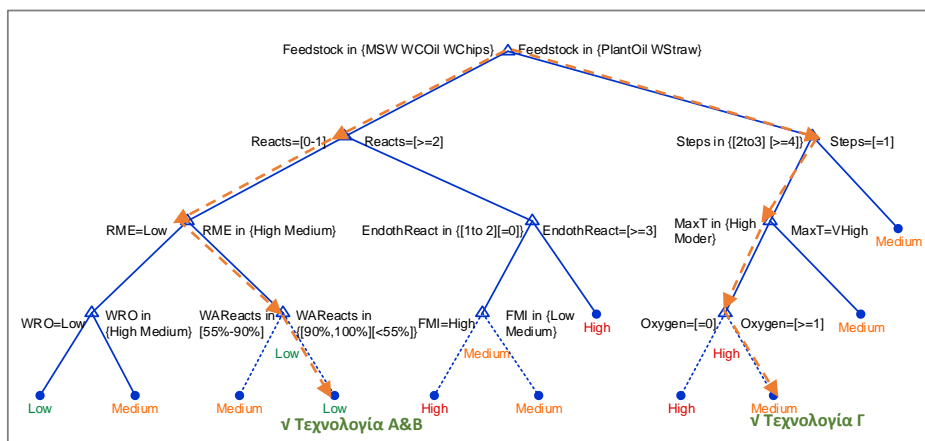 Feedstock in {MSW WCOil WChips} Feedstock in {PlantOil WStraw}
Reacts=[0-1] Reacts=[>=2]
Steps in {[2to3] [>=4]} Steps=[=1]
RME=Low RME in {High Medium}
EndothReact in {[1to 2][=0]} EndothReact=[>=3]
MaxT in {High
Moder}
MaxT=VHigh
Medium
WRO=Low
WRO in
{High Medium}
WAReacts in
[55%-90%]
WAReacts in
{[90%,100%][<55%]}
Low
FMI=High
FMI in {Low
Medium}
Medium
High
Oxygen=[=0] Oxygen=[>=1]
High
Medium
Low Medium Medium Low High Medium High Medium
√ Τεχνολογία Α&Β
√ Τεχνολογία Γ